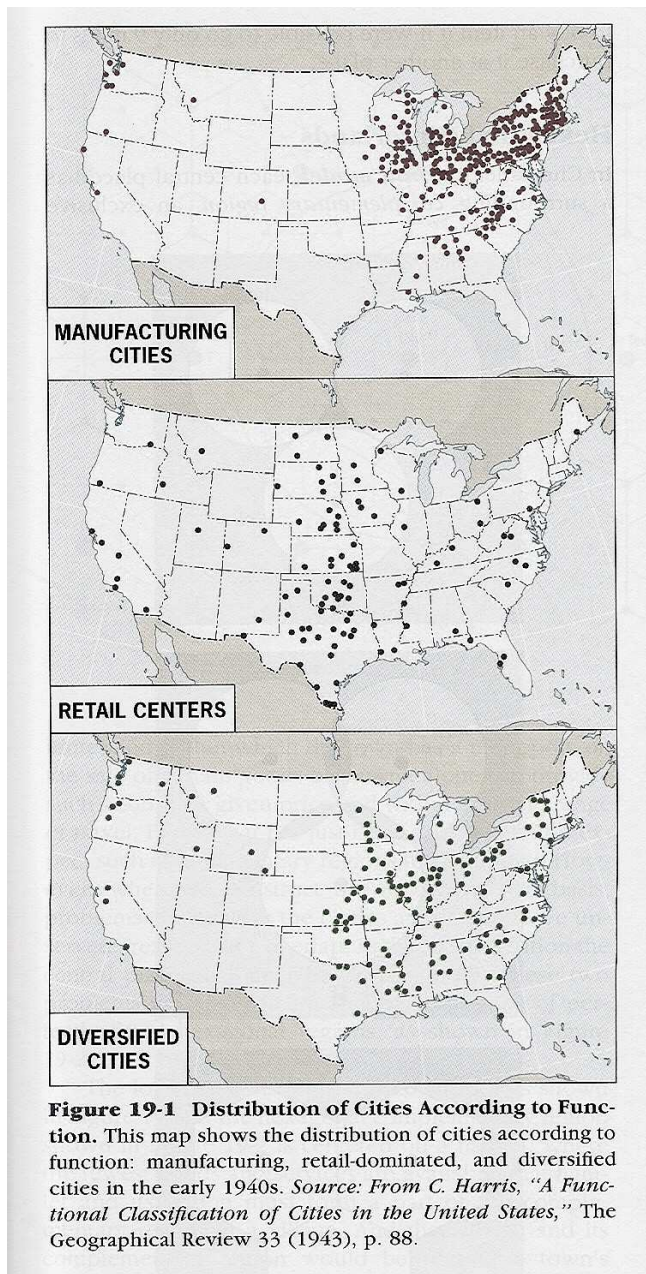 MANUFACTURING
CITIES
RETAIL CENTERS
DIVERSIFIED
CITIES
Figure 19-1 Distribution of Cities According to Func-
tion. This map shows the distribution of cities according to
function: manufacturing, retail-dominated, and diversified
cities in the early 1940s. Source: From C. Harris, “A Func-
tional Classification of Cities in the United States,” The
Geographical Review 33 (1943), p. 88.